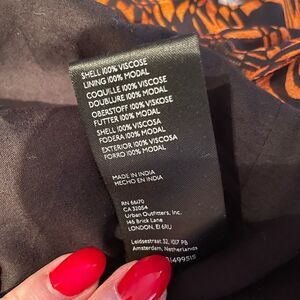 SHELL 100% VISCOSE
LINING 100% MODAL
COQUILLE 100% VISCOSE
DOUBLURE 100% MODAL
OBERSTOFF 100% VISKOSE
FUTTER 100% MODAL
SHELL 100% VISCOSA
FODERA 100% MODAL
EXTERIOR 100% VISCOSA
FORRO 100% MODAL
MADE IN INDIA
HECHO EN INDIA
RN 66170
CA 32054
Urban Outfitters, Inc.
146 Brick Lane
LONDON, E1 6RU
Leidsestraat 32, 1017 PB
Amsterdam, Netherlands